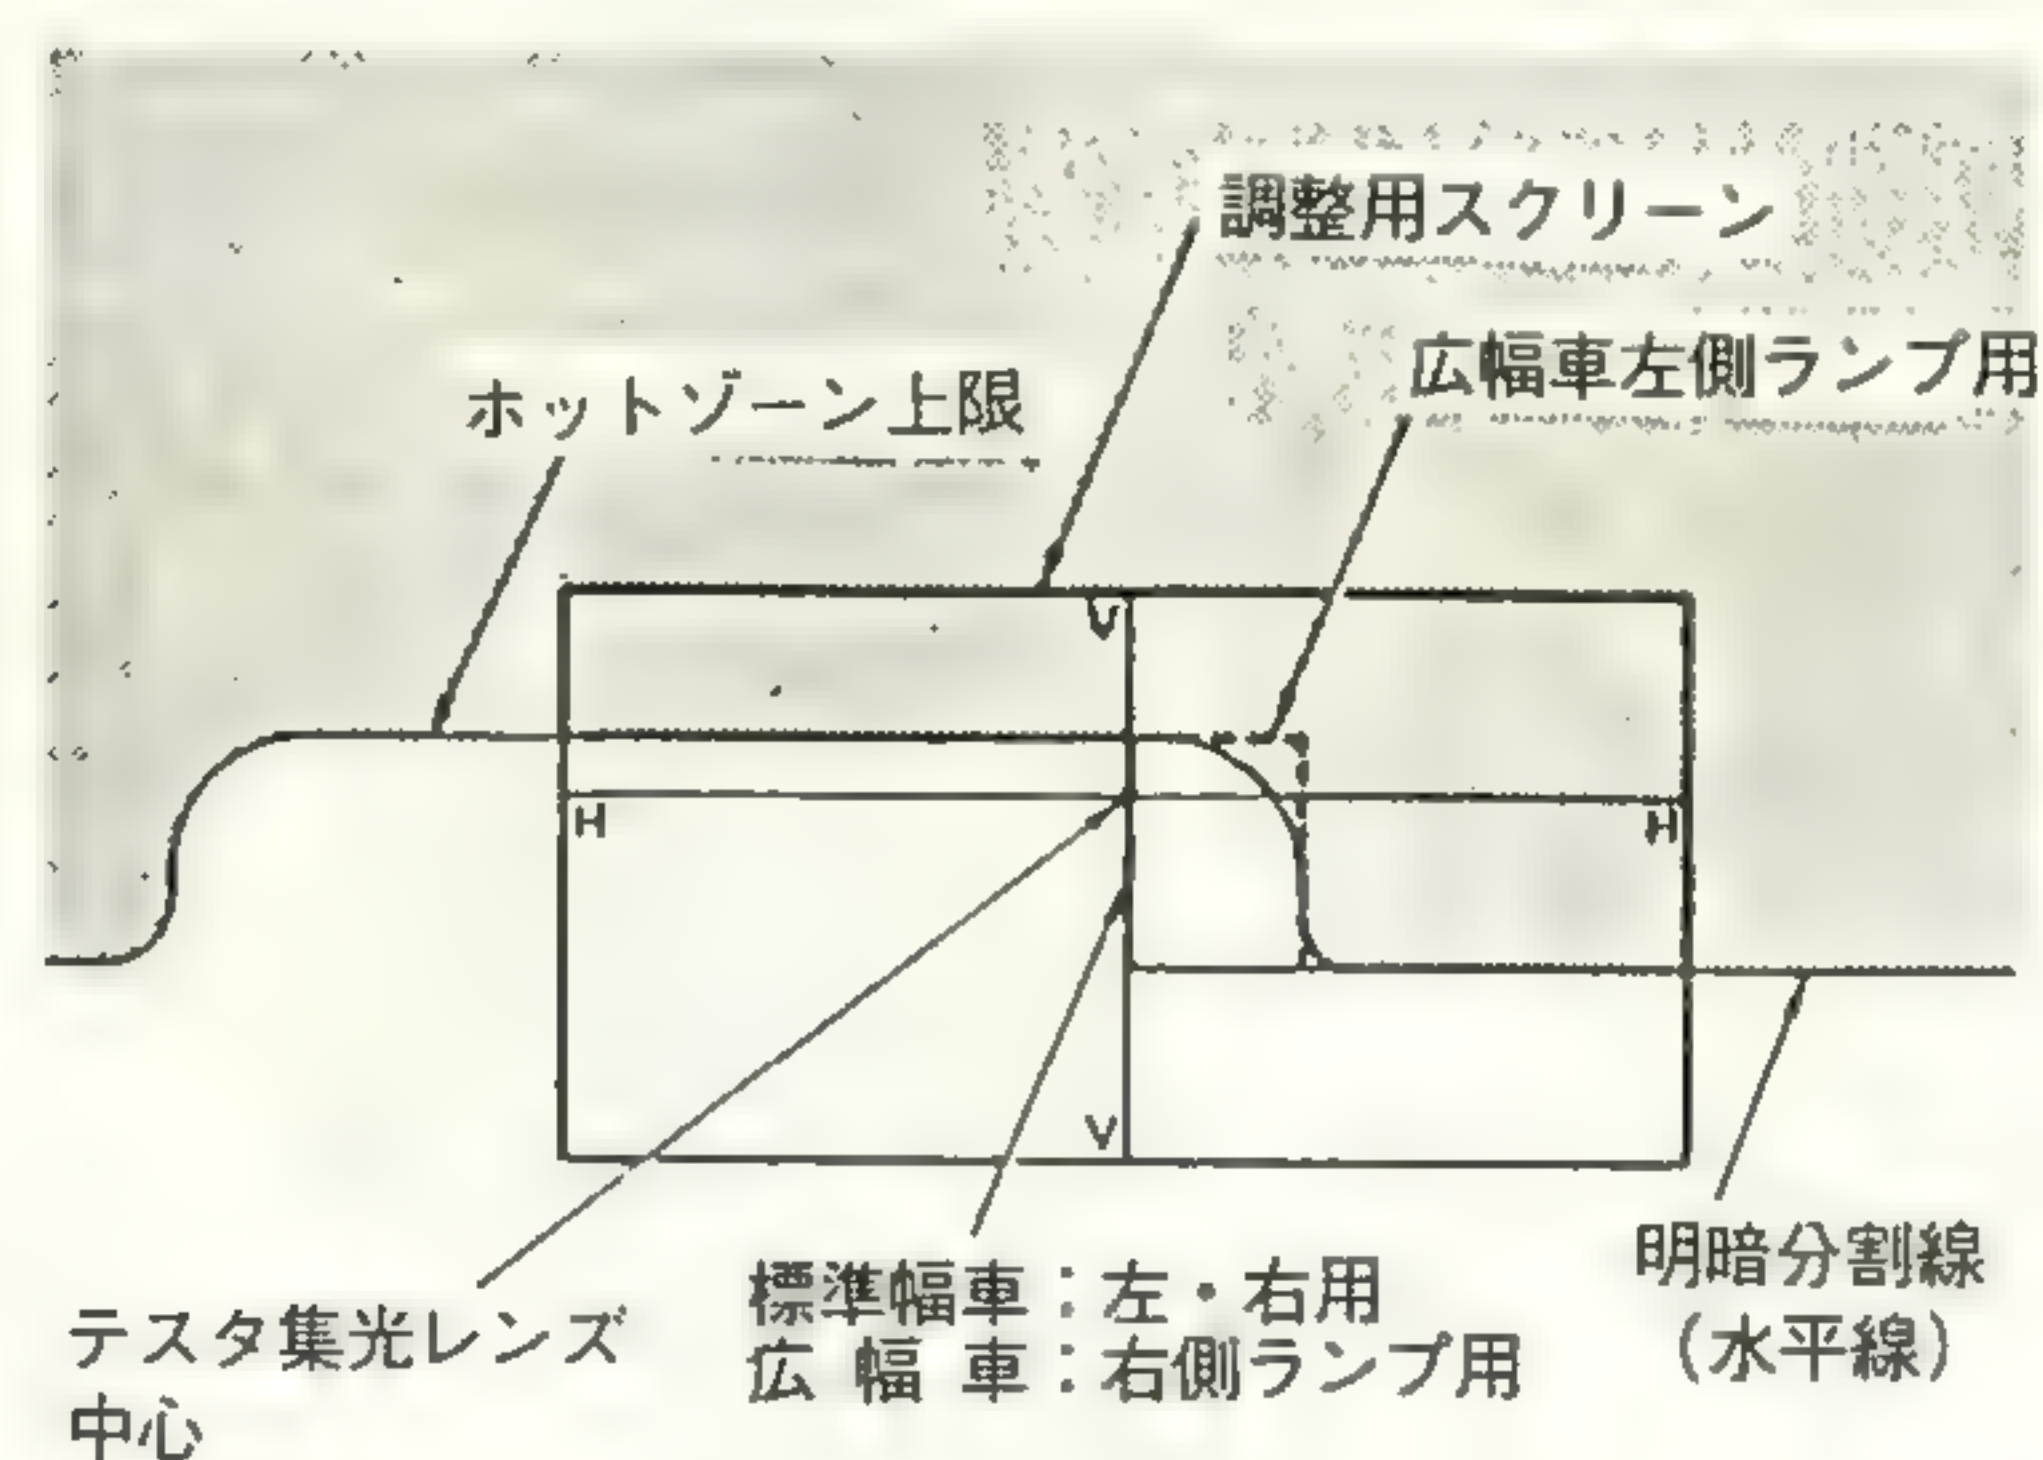 調整用スクリーン
広幅車左側ランプ用
ホットゾーン上限
V
H
H
V
標準幅車:左・右用
広幅車:右側ランプ用
明暗分割線
(水平線)
テスタ集光レンズ
中心